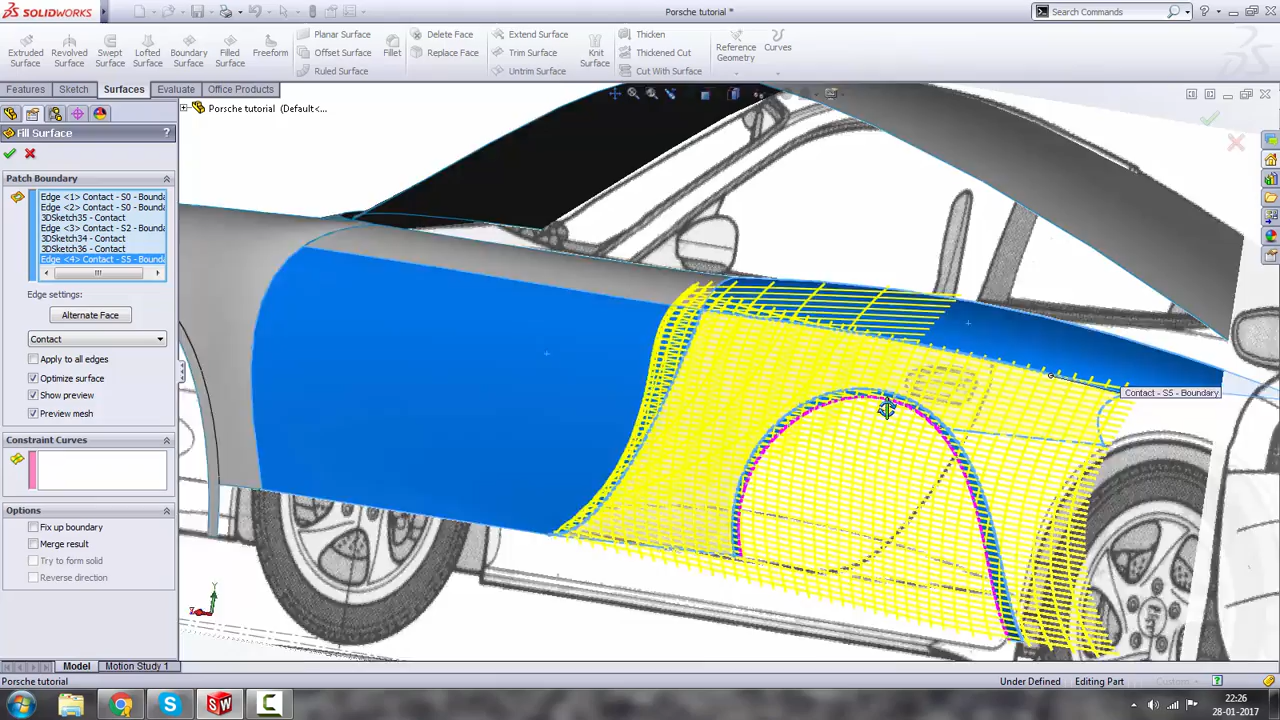 SOLIDWORKS
Porsche tutorial *
Search Commands
Extruded Surface
Revolved Surface
Swept Surface
Lofted Surface
Boundary Surface
Filled Surface
Freeform
Planar Surface
Offset Surface
Ruled Surface
Fillet
Delete Face
Replace Face
Extend Surface
Trim Surface
Untrim Surface
Knit Surface
Thicken
Thickened Cut
Cut With Surface
Reference Geometry
Curves
Features
Sketch
Surfaces
Evaluate
Office Products
Porsche tutorial (Default<...
Fill Surface
?
Patch Boundary
Edge <1> Contact - S0 - Bounda
Edge <2> Contact - S0 - Bounda
3DSketch35 - Contact
Edge <3> Contact - S2 - Bounda
3DSketch34 - Contact
3DSketch36 - Contact
Edge <4> Contact - S5 - Bounda
Edge settings:
Alternate Face
Contact
Apply to all edges
Optimize surface
Show preview
Preview mesh
Constraint Curves
Options
Fix up boundary
Merge result
Try to form solid
Reverse direction
Contact - S5 - Boundary
Y
Z
Model
Motion Study 1
Porsche tutorial
Under Defined
Editing Part
Custom
22:26
28-01-2017